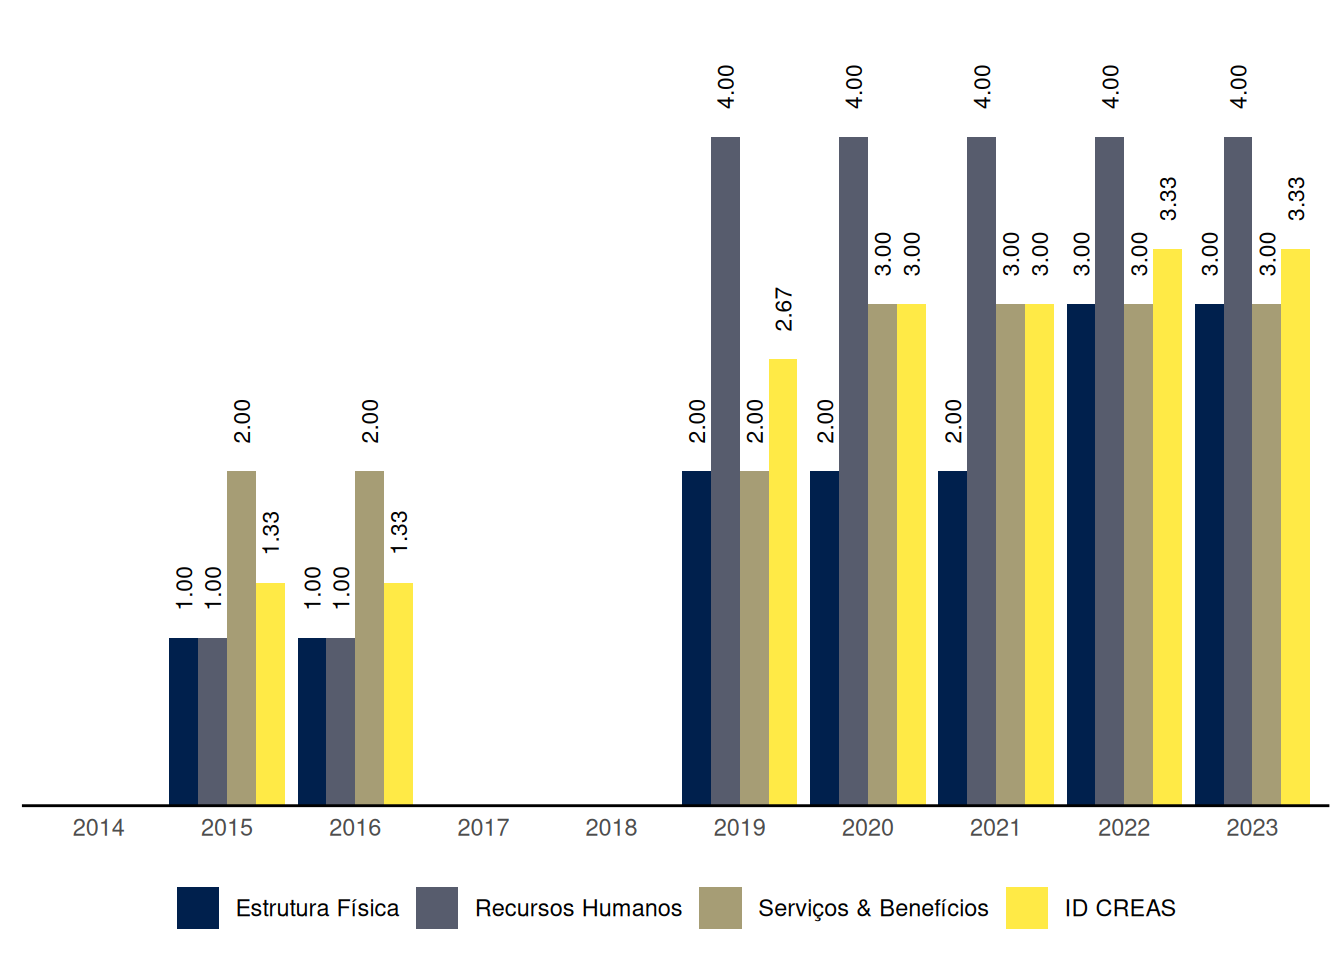 4.00 4.00 4.00 4.00 4.00
3.33 3.33
3.00 3.00 3.00 3.00 3.00 3.00 3.00 3.00
2.67
2.00 2.00 2.00 2.00 2.00 2.00
1.33 1.33
1.00 1.00 1.00 1.00
2014 2015 2016 2017 2018 2019 2020 2021 2022 2023
Estrutura Física Recursos Humanos Serviços & Benefícios ID CREAS